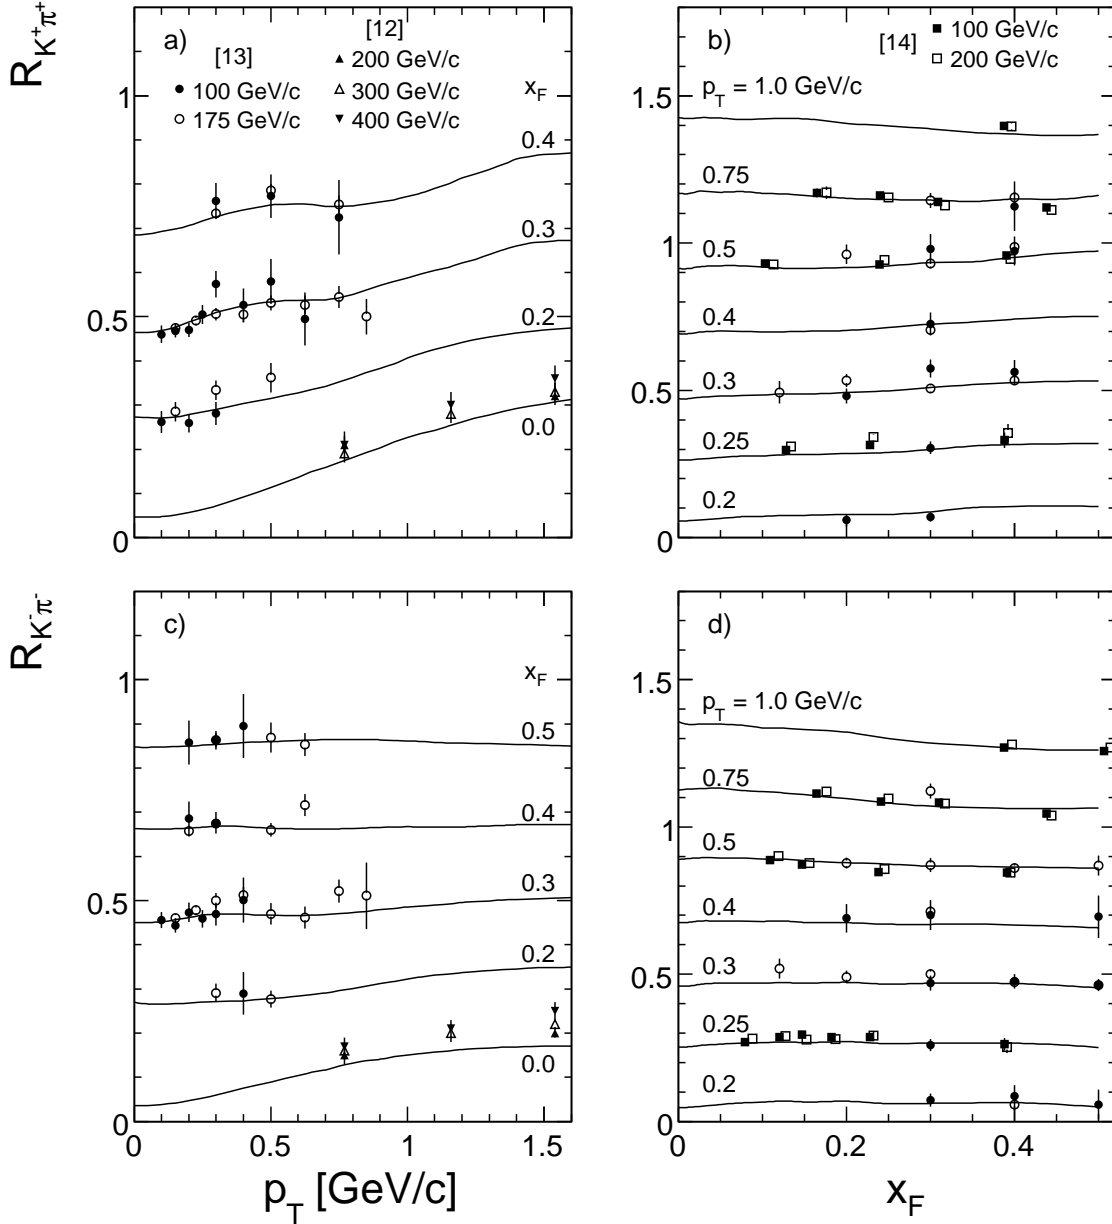 R_{K⁺π⁺}
a)
[13]
100 GeV/c
175 GeV/c
[12]
200 GeV/c
300 GeV/c
400 GeV/c
x_F
0.4
0.3
0.2
0.0
1
0.5
0
b)
[14]
100 GeV/c
200 GeV/c
p_T = 1.0 GeV/c
0.75
0.5
0.4
0.3
0.25
0.2
1.5
1
0.5
0
R_{K⁻π⁻}
c)
x_F
0.5
0.4
0.3
0.2
0.0
1
0.5
0
0 0.5 1 1.5
p_T [GeV/c]
d)
p_T = 1.0 GeV/c
0.75
0.5
0.4
0.3
0.25
0.2
1.5
1
0.5
0
0 0.2 0.4
x_F